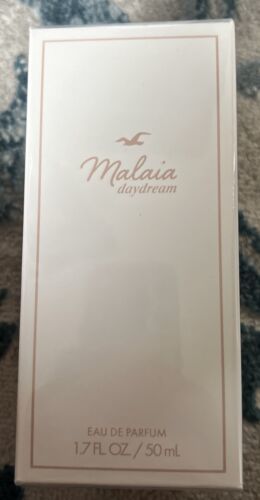 Malaia
daydream
EAU DE PARFUM
1.7 FL. OZ. / 50 ml.